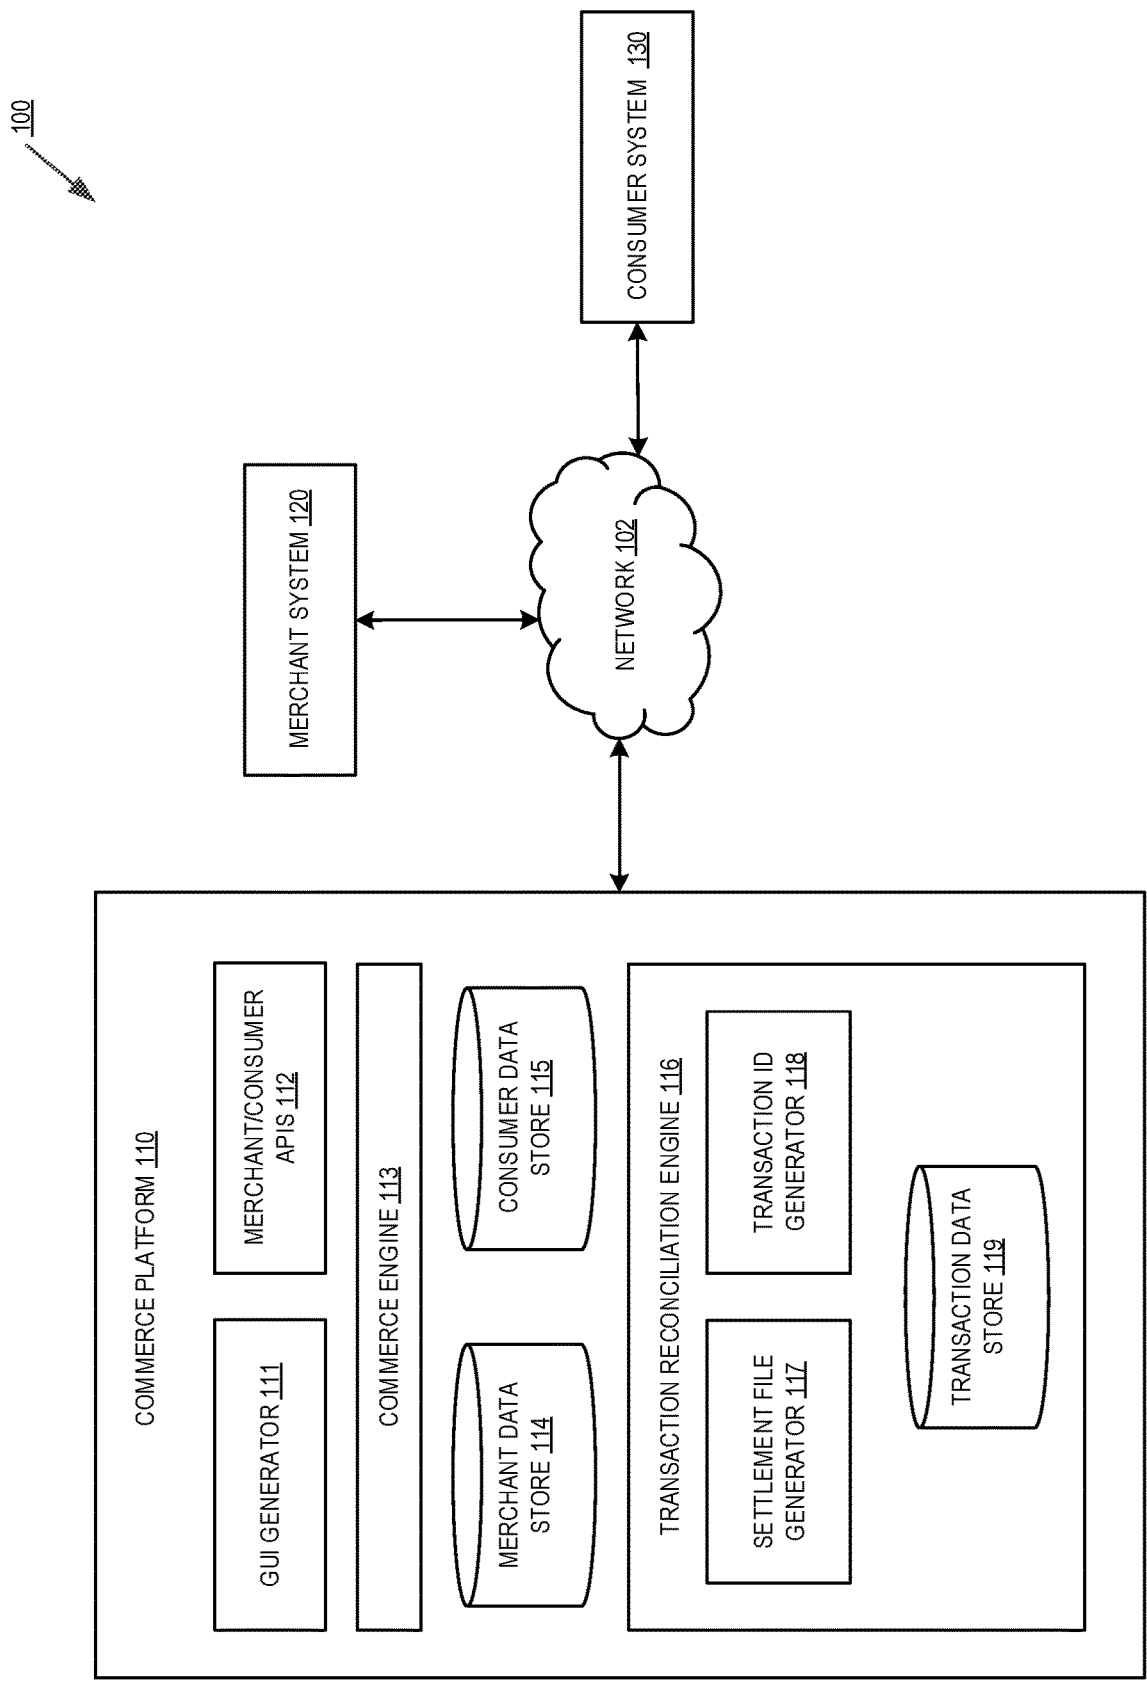 100
COMMERCE PLATFORM 110
GUI GENERATOR 111
MERCHANT/CONSUMER
APIS 112
COMMERCE ENGINE 113
MERCHANT DATA
STORE 114
CONSUMER DATA
STORE 115
TRANSACTION RECONCILIATION ENGINE 116
SETTLEMENT FILE
GENERATOR 117
TRANSACTION ID
GENERATOR 118
TRANSACTION DATA
STORE 119
MERCHANT SYSTEM 120
NETWORK 102
CONSUMER SYSTEM 130